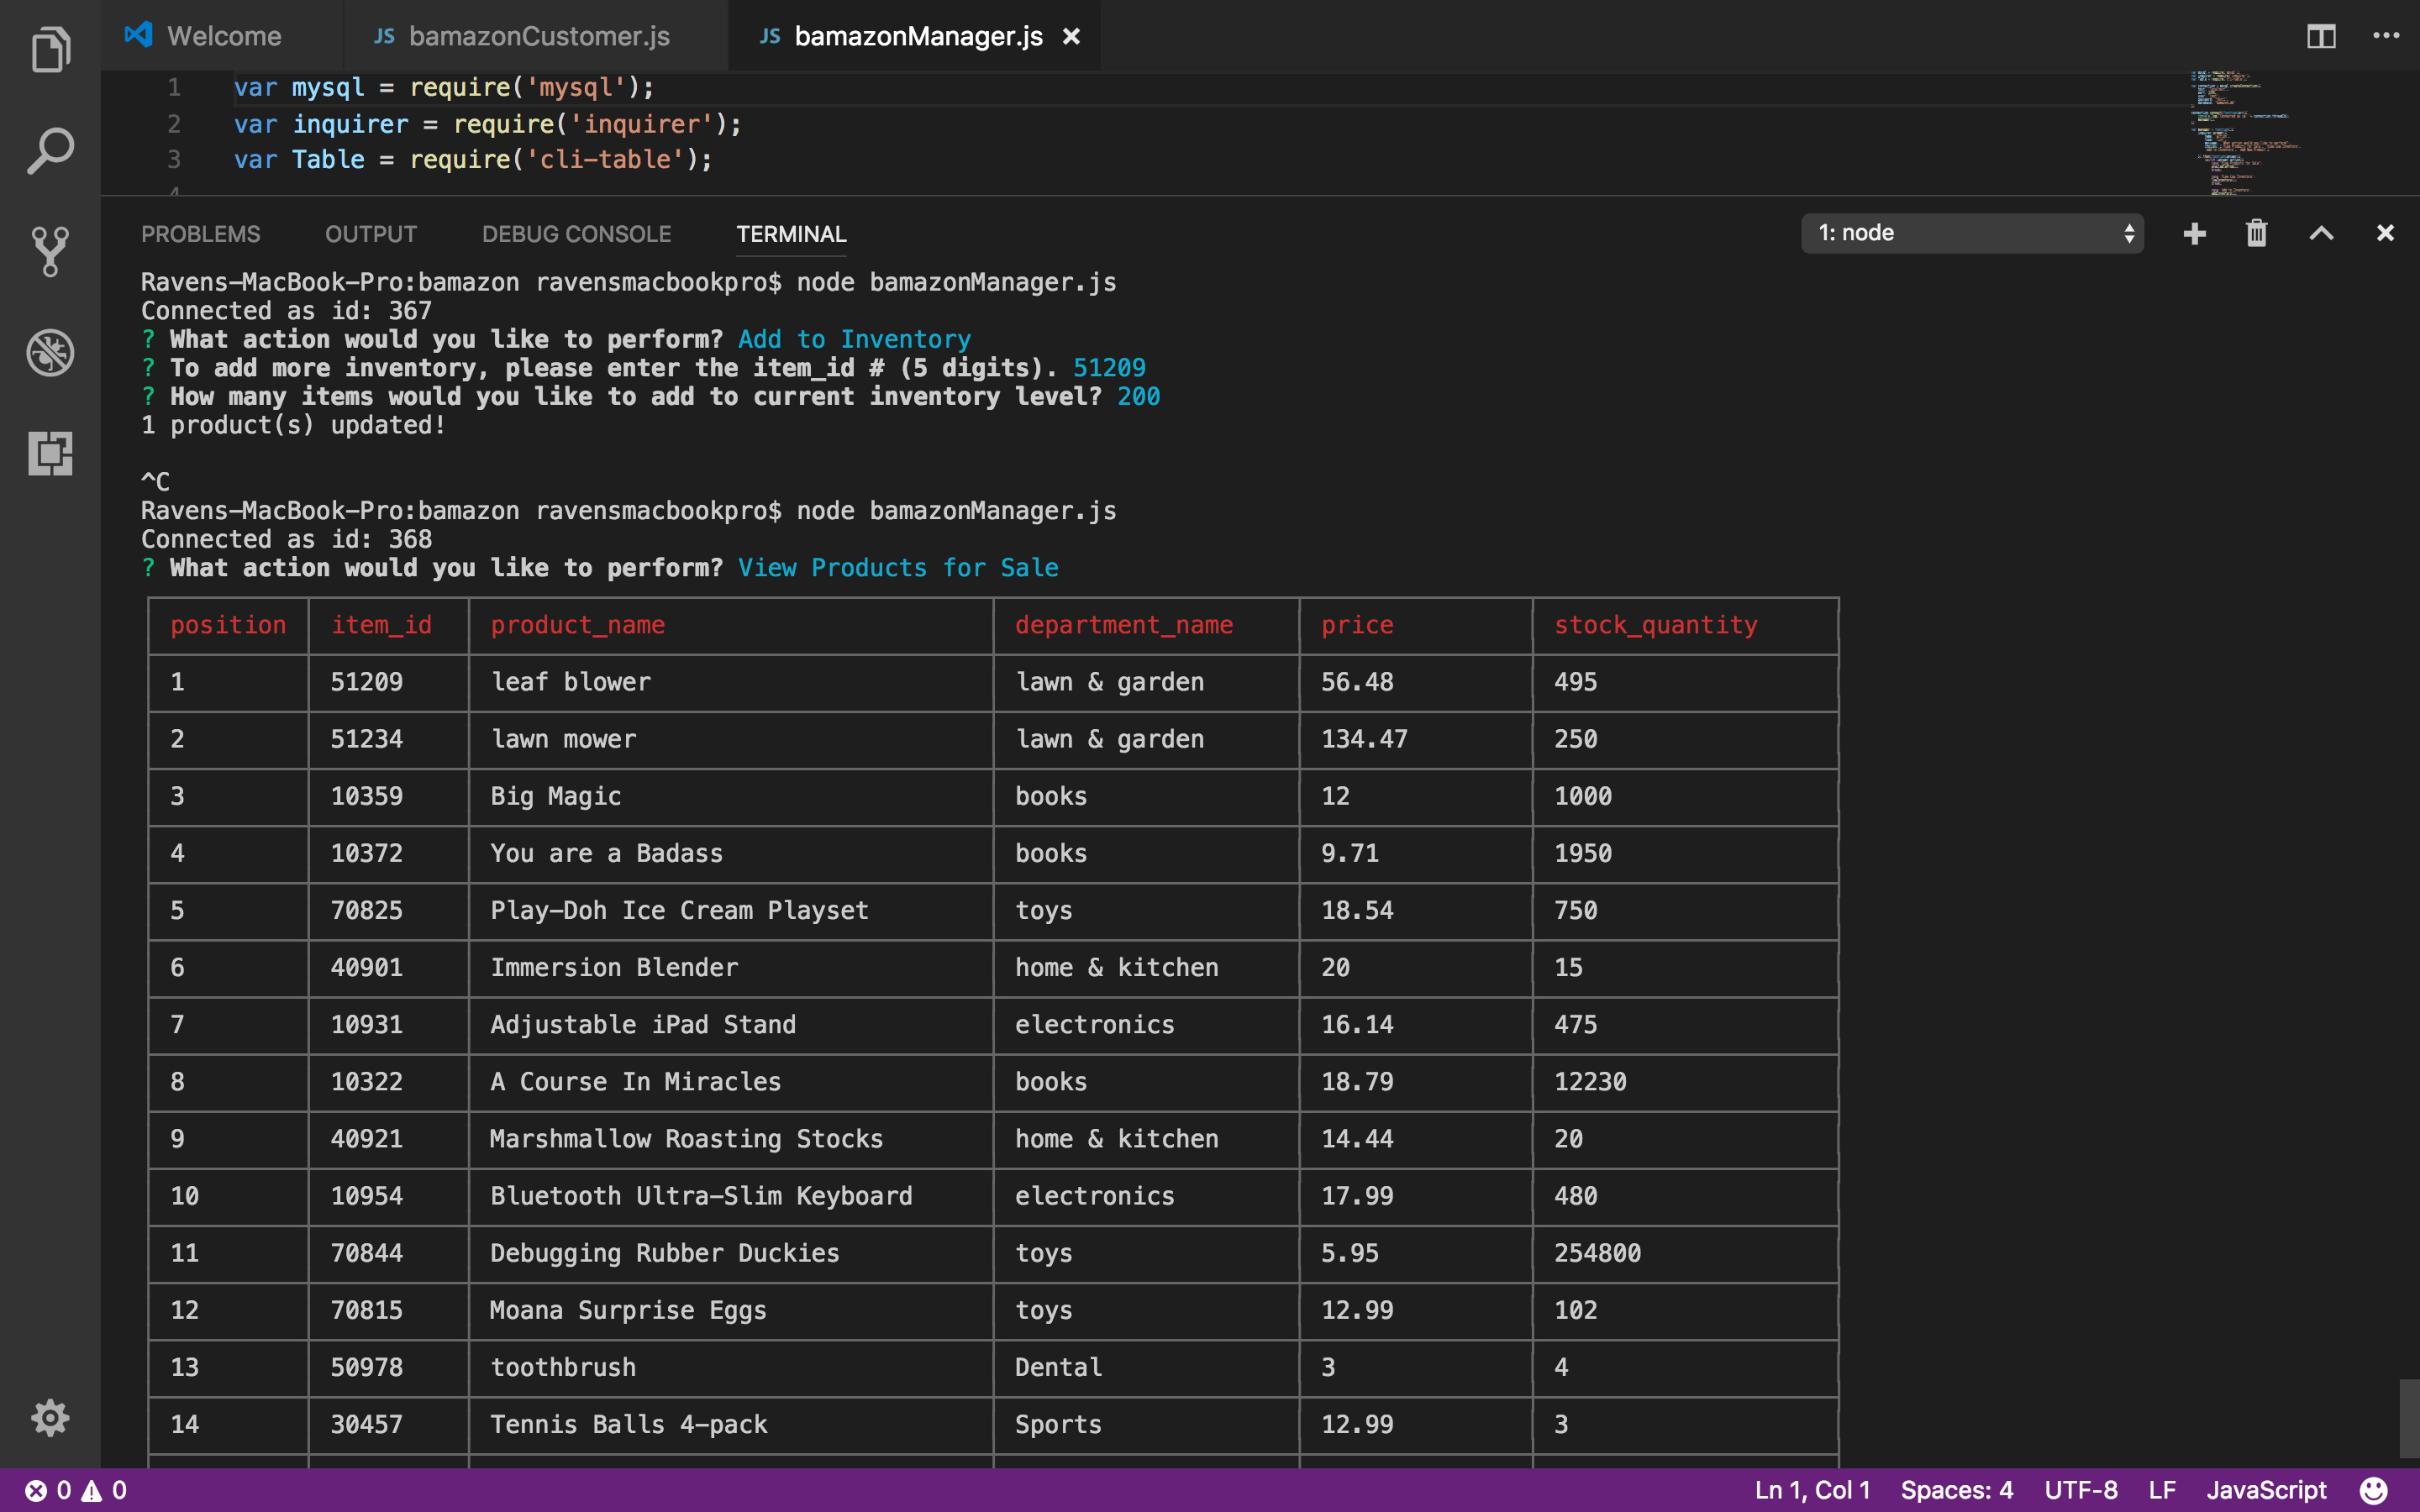 Welcome
JS bamazonCustomer.js
JS bamazonManager.js ×
1 var mysql = require('mysql');
2 var inquirer = require('inquirer');
3 var Table = require('cli-table');
4
PROBLEMS OUTPUT DEBUG CONSOLE TERMINAL 1: node
Ravens-MacBook-Pro:bamazon ravensmacbookpro$ node bamazonManager.js
Connected as id: 367
? What action would you like to perform? Add to Inventory
? To add more inventory, please enter the item_id # (5 digits). 51209
? How many items would you like to add to current inventory level? 200
1 product(s) updated!
^C
Ravens-MacBook-Pro:bamazon ravensmacbookpro$ node bamazonManager.js
Connected as id: 368
? What action would you like to perform? View Products for Sale
position item_id product_name department_name price stock_quantity
1 51209 leaf blower lawn & garden 56.48 495
2 51234 lawn mower lawn & garden 134.47 250
3 10359 Big Magic books 12 1000
4 10372 You are a Badass books 9.71 1950
5 70825 Play-Doh Ice Cream Playset toys 18.54 750
6 40901 Immersion Blender home & kitchen 20 15
7 10931 Adjustable iPad Stand electronics 16.14 475
8 10322 A Course In Miracles books 18.79 12230
9 40921 Marshmallow Roasting Stocks home & kitchen 14.44 20
10 10954 Bluetooth Ultra-Slim Keyboard electronics 17.99 480
11 70844 Debugging Rubber Duckies toys 5.95 254800
12 70815 Moana Surprise Eggs toys 12.99 102
13 50978 toothbrush Dental 3 4
14 30457 Tennis Balls 4-pack Sports 12.99 3
0 0 Ln 1, Col 1 Spaces: 4 UTF-8 LF JavaScript